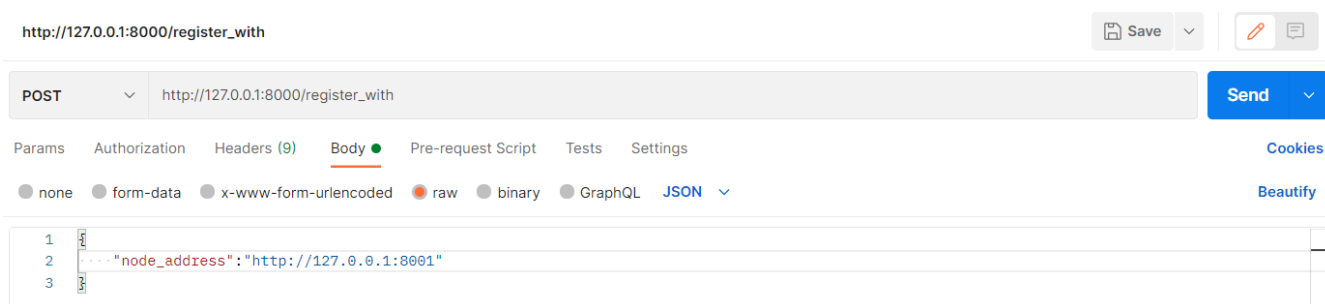 http://127.0.0.1:8000/register_with
Save
POST http://127.0.0.1:8000/register_with Send
Params Authorization Headers (9) Body Pre-request Script Tests Settings Cookies
none form-data x-www-form-urlencoded raw binary GraphQL JSON Beautify
1 {
2 "node_address":"http://127.0.0.1:8001"
3 }